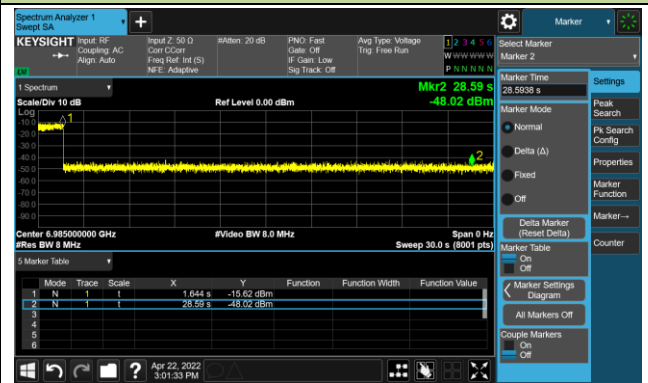 Spectrum Analyzer 1
Swept SA
Marker
KEYSIGHT
Input: RF
Coupling: AC
Align: Auto
Input Z: 50 Ω
Corr CCorr
Freq Ref: Int (S)
NFE: Adaptive
#Atten: 20 dB
PNO: Fast
Gate: Off
IF Gain: Low
Sig Track: Off
Avg Type: Voltage
Trig: Free Run
1 2 3 4 5 6
W W W W W W
P N N N N N
Select Marker
Marker 2
1 Spectrum
Mkr2 28.59 s
Scale/Div 10 dB
Ref Level 0.00 dBm
-48.02 dBm
Log
-10.0
-20.0
-30.0
-40.0
-50.0
-60.0
-70.0
-80.0
-90.0
1
2
Center 6.985000000 GHz
#Video BW 8.0 MHz
Span 0 Hz
#Res BW 8 MHz
Sweep 30.0 s (8001 pts)
5 Marker Table
Mode Trace Scale X Y Function Function Width Function Value
1 N 1 t 1.644 s -15.62 dBm
2 N 1 t 28.59 s -48.02 dBm
3
4
5
6
Marker Time
28.5938 s
Marker Mode
Normal
Delta (Δ)
Fixed
Off
Delta Marker
(Reset Delta)
Marker Table
On
Off
Marker Settings
Diagram
All Markers Off
Couple Markers
On
Off
Settings
Peak
Search
Pk Search
Config
Properties
Marker
Function
Marker→
Counter
?
Apr 22, 2022
3:01:33 PM